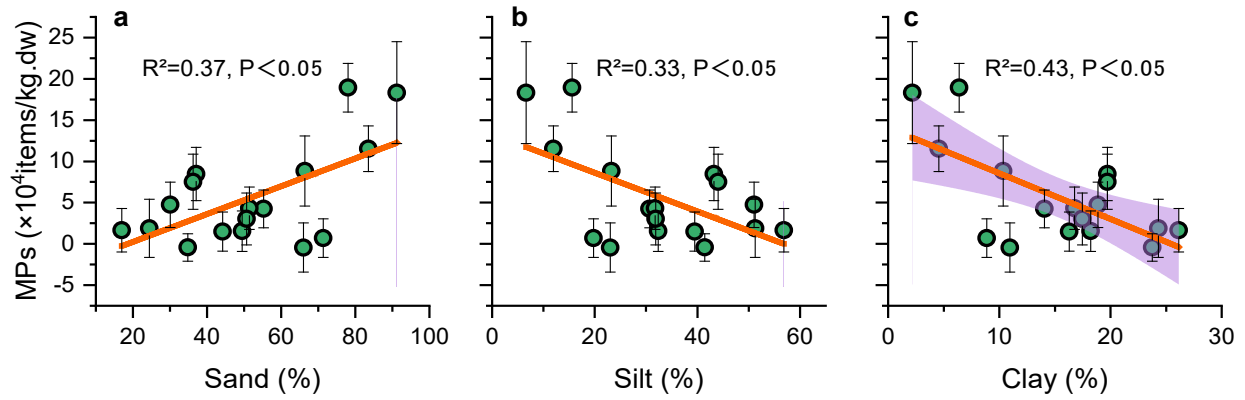 a
b
c
R²=0.37, P＜0.05
R²=0.33, P＜0.05
R²=0.43, P＜0.05
MPs (×10⁴items/kg.dw)
25
20
15
10
5
0
-5
20 40 60 80 100
0 20 40 60
0 10 20 30
Sand (%)
Silt (%)
Clay (%)